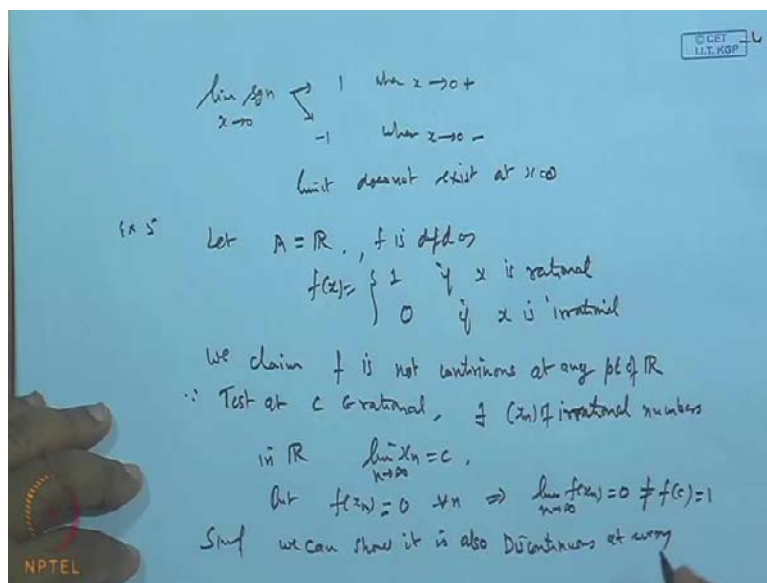 © CET
I.I.T. KGP
lim sgn → 1 when x→0+
x→0
→ -1 when x→0-
limit does not exist at x=0
Ex 5 Let A = ℝ., f is defd as
f(x)= { 1 if x is rational
0 if x is irrational
We claim f is not continuous at any pt of ℝ
∵ Test at c rational, ∃ (xn) of irrational numbers
in ℝ lim xn = c,
n→∞
But f(xn)=0 ∀n ⇒ lim f(xn)=0 ≠ f(c)=1
n→∞
we can show it is also Discontinuous at every
NPTEL